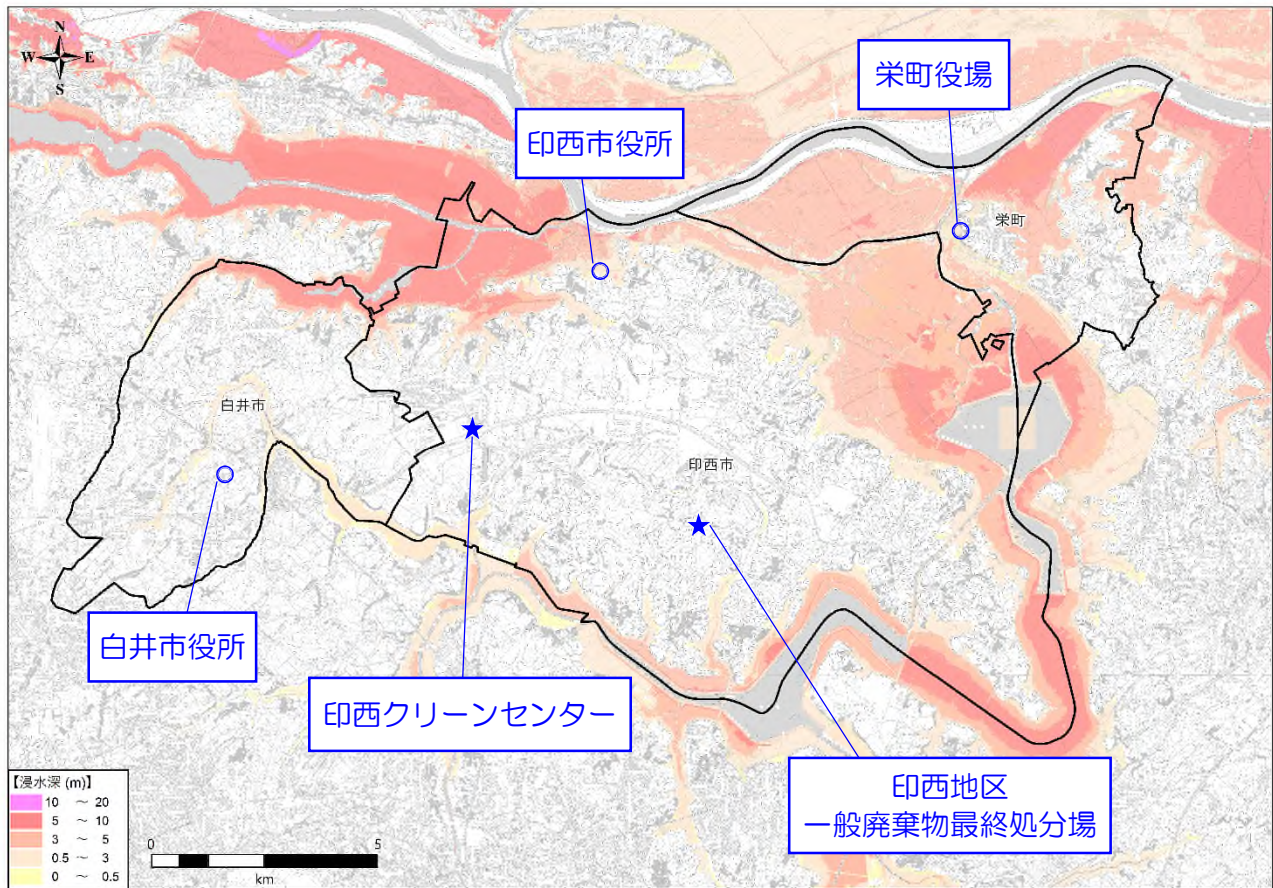 N
W E
S
栄町役場
印西市役所
栄町
白井市
印西市
白井市役所
印西クリーンセンター
印西地区
一般廃棄物最終処分場
【浸水深 (m)】
10 ～ 20
5 ～ 10
3 ～ 5
0.5 ～ 3
0 ～ 0.5
0 5
km